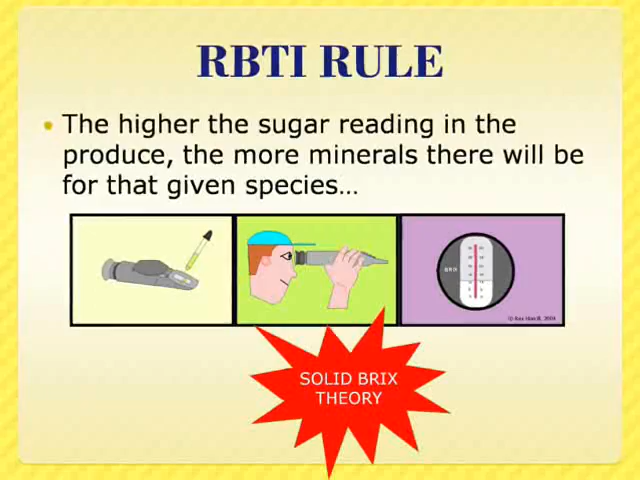 RBTI RULE
• The higher the sugar reading in the
produce, the more minerals there will be
for that given species...
BRIX
SOLID BRIX
THEORY